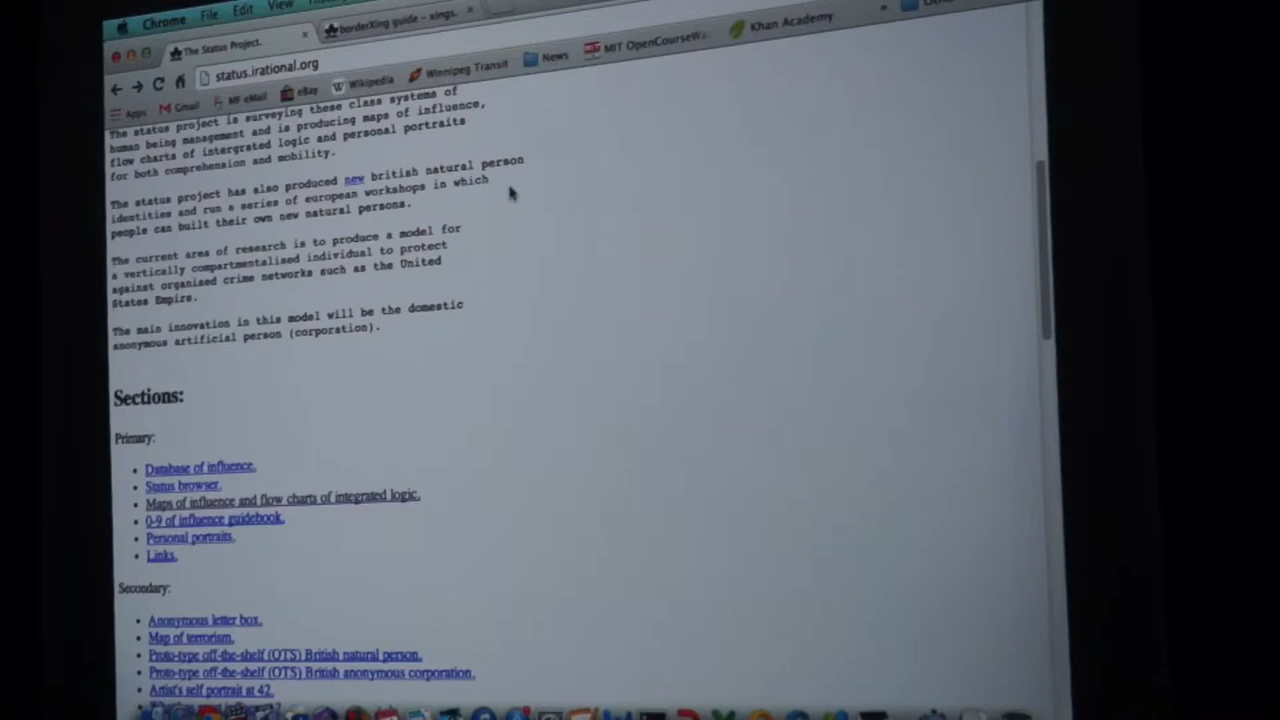 Chrome File Edit View
The Status Project. borderXing guide - xings.
status.irational.org
Apps Gmail MF eMail eBay Wikipedia Winnipeg Transit News MIT OpenCourseWa Khan Academy »
The status project is surveying these class systems of
human being management and is producing maps of influence,
flow charts of intergrated logic and personal portraits
for both comprehension and mobility.
The status project has also produced new british natural person
identities and run a series of european workshops in which
people can built their own new natural persons.
The current area of research is to produce a model for
a vertically compartmentalised individual to protect
against organised crime networks such as the United
States Empire.
The main innovation in this model will be the domestic
anonymous artificial person (corporation).
Sections:
Primary:
Database of influence.
Status browser.
Maps of influence and flow charts of integrated logic.
0-9 of influence guidebook.
Personal portraits.
Links.
Secondary:
Anonymous letter box.
Map of terrorism.
Proto-type off-the-shelf (OTS) British natural person.
Proto-type off-the-shelf (OTS) British anonymous corporation.
Artist's self portrait at 42.